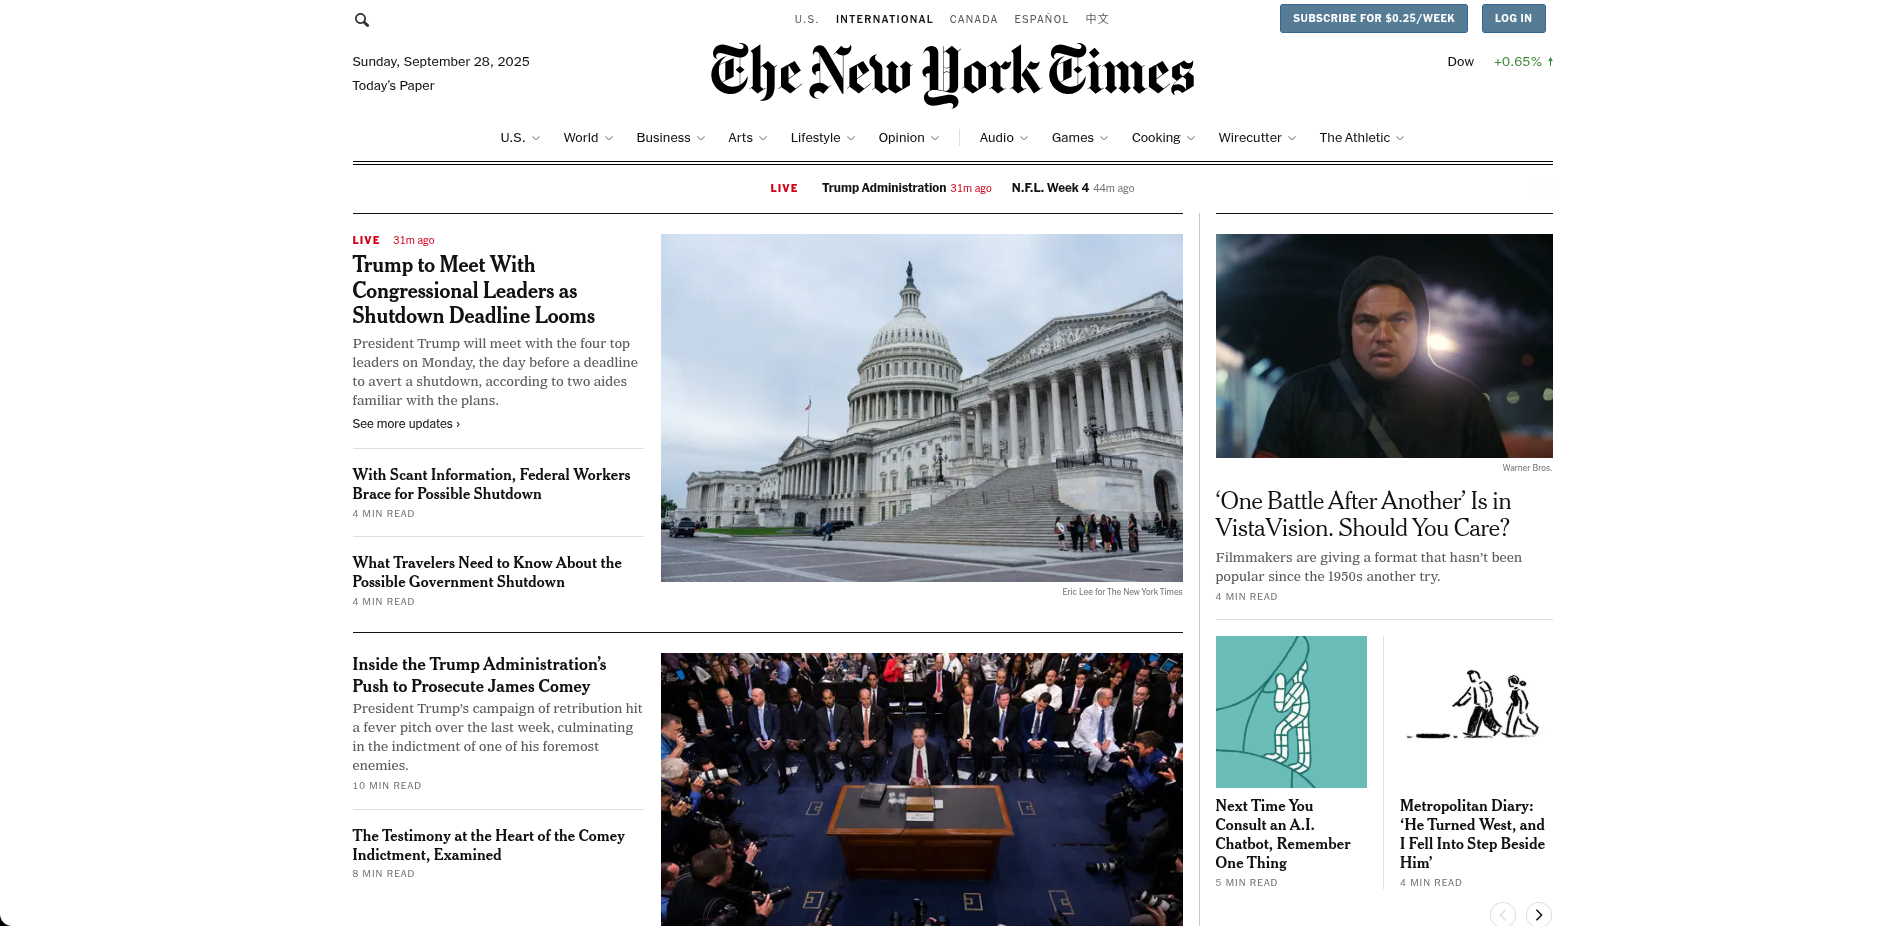 U.S. INTERNATIONAL CANADA ESPAÑOL 中文
SUBSCRIBE FOR $0.25/WEEK LOG IN
Sunday, September 28, 2025
Today's Paper
The New York Times
Dow +0.65% ↑
U.S. World Business Arts Lifestyle Opinion Audio Games Cooking Wirecutter The Athletic
LIVE Trump Administration 31m ago N.F.L. Week 4 44m ago
LIVE 31m ago
Trump to Meet With
Congressional Leaders as
Shutdown Deadline Looms
President Trump will meet with the four top
leaders on Monday, the day before a deadline
to avert a shutdown, according to two aides
familiar with the plans.
See more updates ›
With Scant Information, Federal Workers
Brace for Possible Shutdown
4 MIN READ
What Travelers Need to Know About the
Possible Government Shutdown
4 MIN READ
Eric Lee for The New York Times
Inside the Trump Administration's
Push to Prosecute James Comey
President Trump's campaign of retribution hit
a fever pitch over the last week, culminating
in the indictment of one of his foremost
enemies.
10 MIN READ
The Testimony at the Heart of the Comey
Indictment, Examined
8 MIN READ
Warner Bros.
‘One Battle After Another’ Is in
VistaVision. Should You Care?
Filmmakers are giving a format that hasn't been
popular since the 1950s another try.
4 MIN READ
Next Time You
Consult an A.I.
Chatbot, Remember
One Thing
5 MIN READ
Metropolitan Diary:
‘He Turned West, and
I Fell Into Step Beside
Him’
4 MIN READ